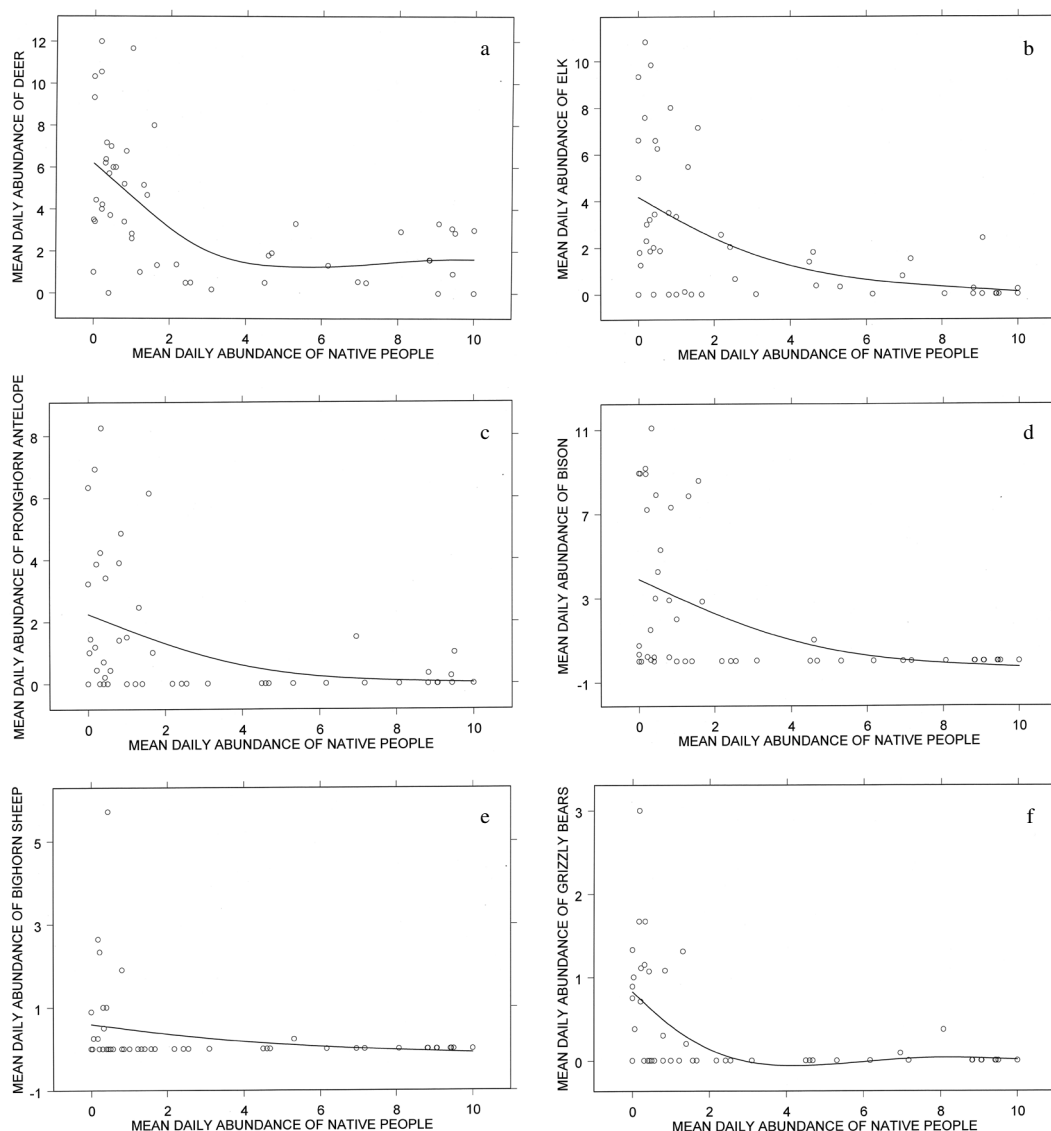 a
MEAN DAILY ABUNDANCE OF DEER
12
10
8
6
4
2
0
0 2 4 6 8 10
MEAN DAILY ABUNDANCE OF NATIVE PEOPLE
b
MEAN DAILY ABUNDANCE OF ELK
10
8
6
4
2
0
0 2 4 6 8 10
MEAN DAILY ABUNDANCE OF NATIVE PEOPLE
c
MEAN DAILY ABUNDANCE OF PRONGHORN ANTELOPE
8
6
4
2
0
0 2 4 6 8 10
MEAN DAILY ABUNDANCE OF NATIVE PEOPLE
d
MEAN DAILY ABUNDANCE OF BISON
11
7
3
-1
0 2 4 6 8 10
MEAN DAILY ABUNDANCE OF NATIVE PEOPLE
e
MEAN DAILY ABUNDANCE OF BIGHORN SHEEP
5
3
1
-1
0 2 4 6 8 10
MEAN DAILY ABUNDANCE OF NATIVE PEOPLE
f
MEAN DAILY ABUNDANCE OF GRIZZLY BEARS
3
2
1
0
0 2 4 6 8 10
MEAN DAILY ABUNDANCE OF NATIVE PEOPLE